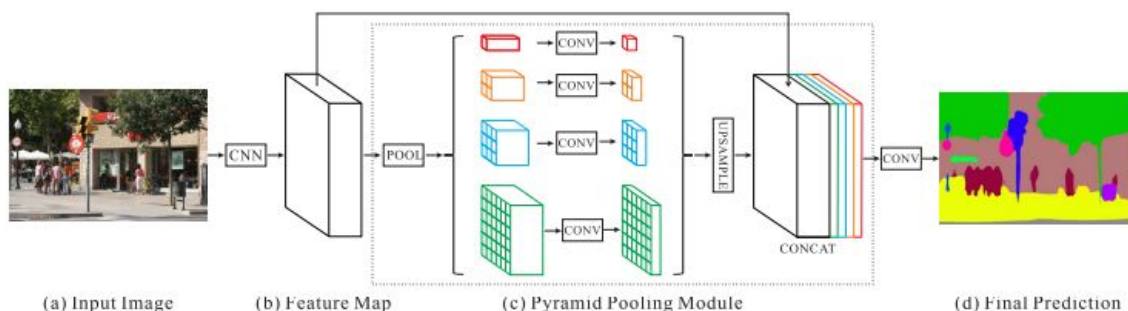 CONV
CONV
CNN
POOL
CONV
UPSAMPLE
CONV
CONV
CONCAT
(a) Input Image
(b) Feature Map
(c) Pyramid Pooling Module
(d) Final Prediction